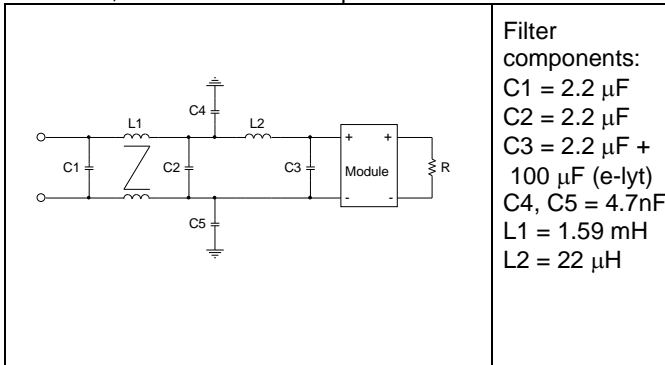 C4
L1
L2
C1
C2
C3
+ +
Module
- -
R
C5
Filter
components:
C1 = 2.2 μF
C2 = 2.2 μF
C3 = 2.2 μF +
100 μF (e-lyt)
C4, C5 = 4.7nF
L1 = 1.59 mH
L2 = 22 μH